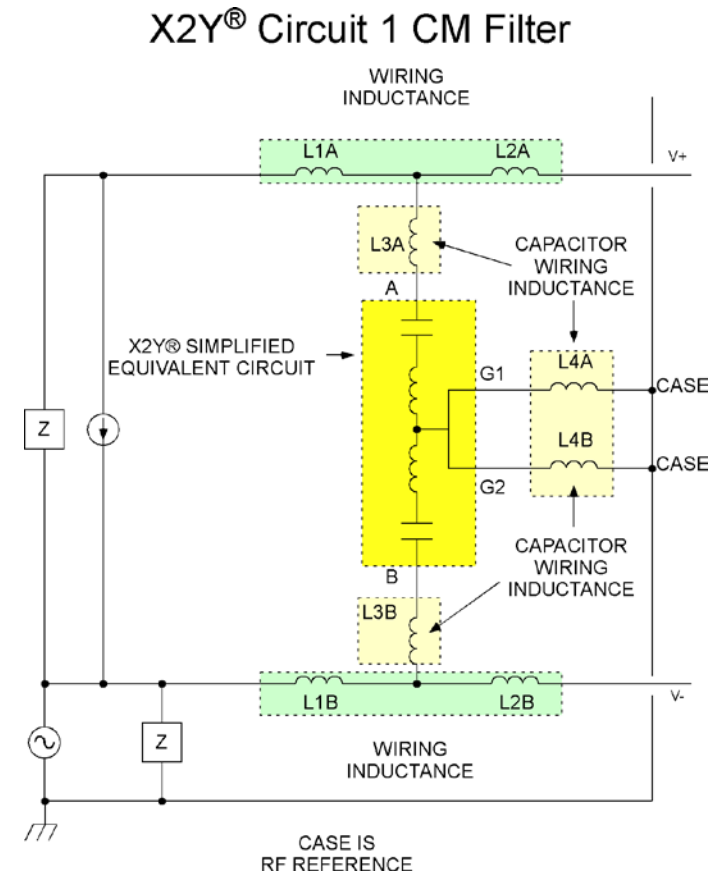 X2Y® Circuit 1 CM Filter
WIRING
INDUCTANCE
L1A
L2A
V+
L3A
CAPACITOR
WIRING
INDUCTANCE
A
X2Y® SIMPLIFIED
EQUIVALENT CIRCUIT
G1
L4A
CASE
Z
L4B
CASE
G2
CAPACITOR
WIRING
INDUCTANCE
B
L3B
L1B
L2B
V-
Z
WIRING
INDUCTANCE
CASE IS
RF REFERENCE